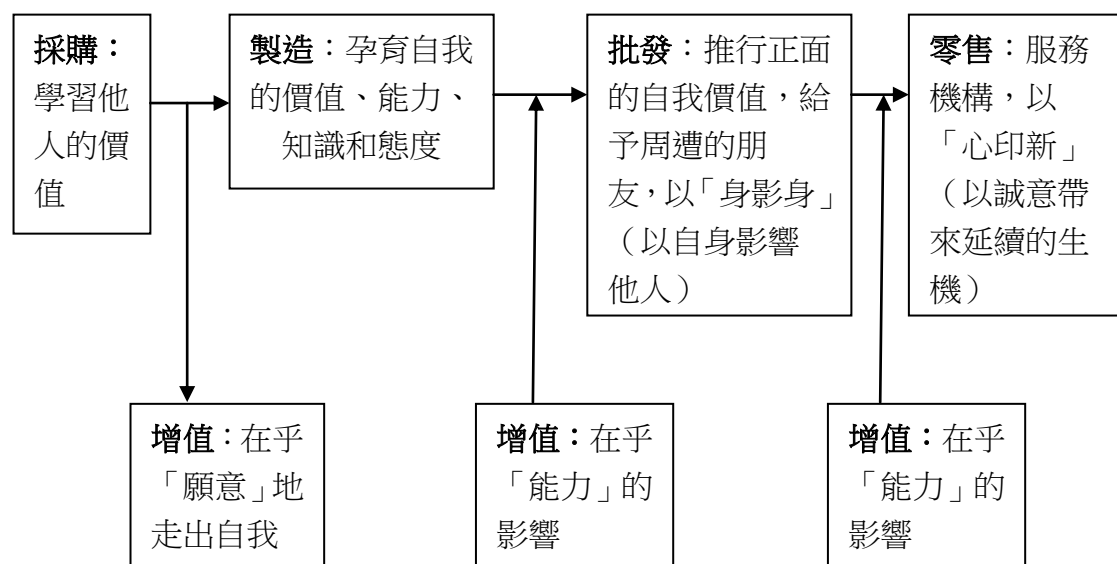 採購：
學習他
人的價
值
製造：孕育自我
的價值、能力、
知識和態度
批發：推行正面
的自我價值，給
予周遭的朋
友，以「身影身」
（以自身影響
他人）
零售：服務
機構，以
「心印新」
（以誠意帶
來延續的生
機）
增值：在乎
「願意」地
走出自我
增值：在乎
「能力」的
影響
增值：在乎
「能力」的
影響